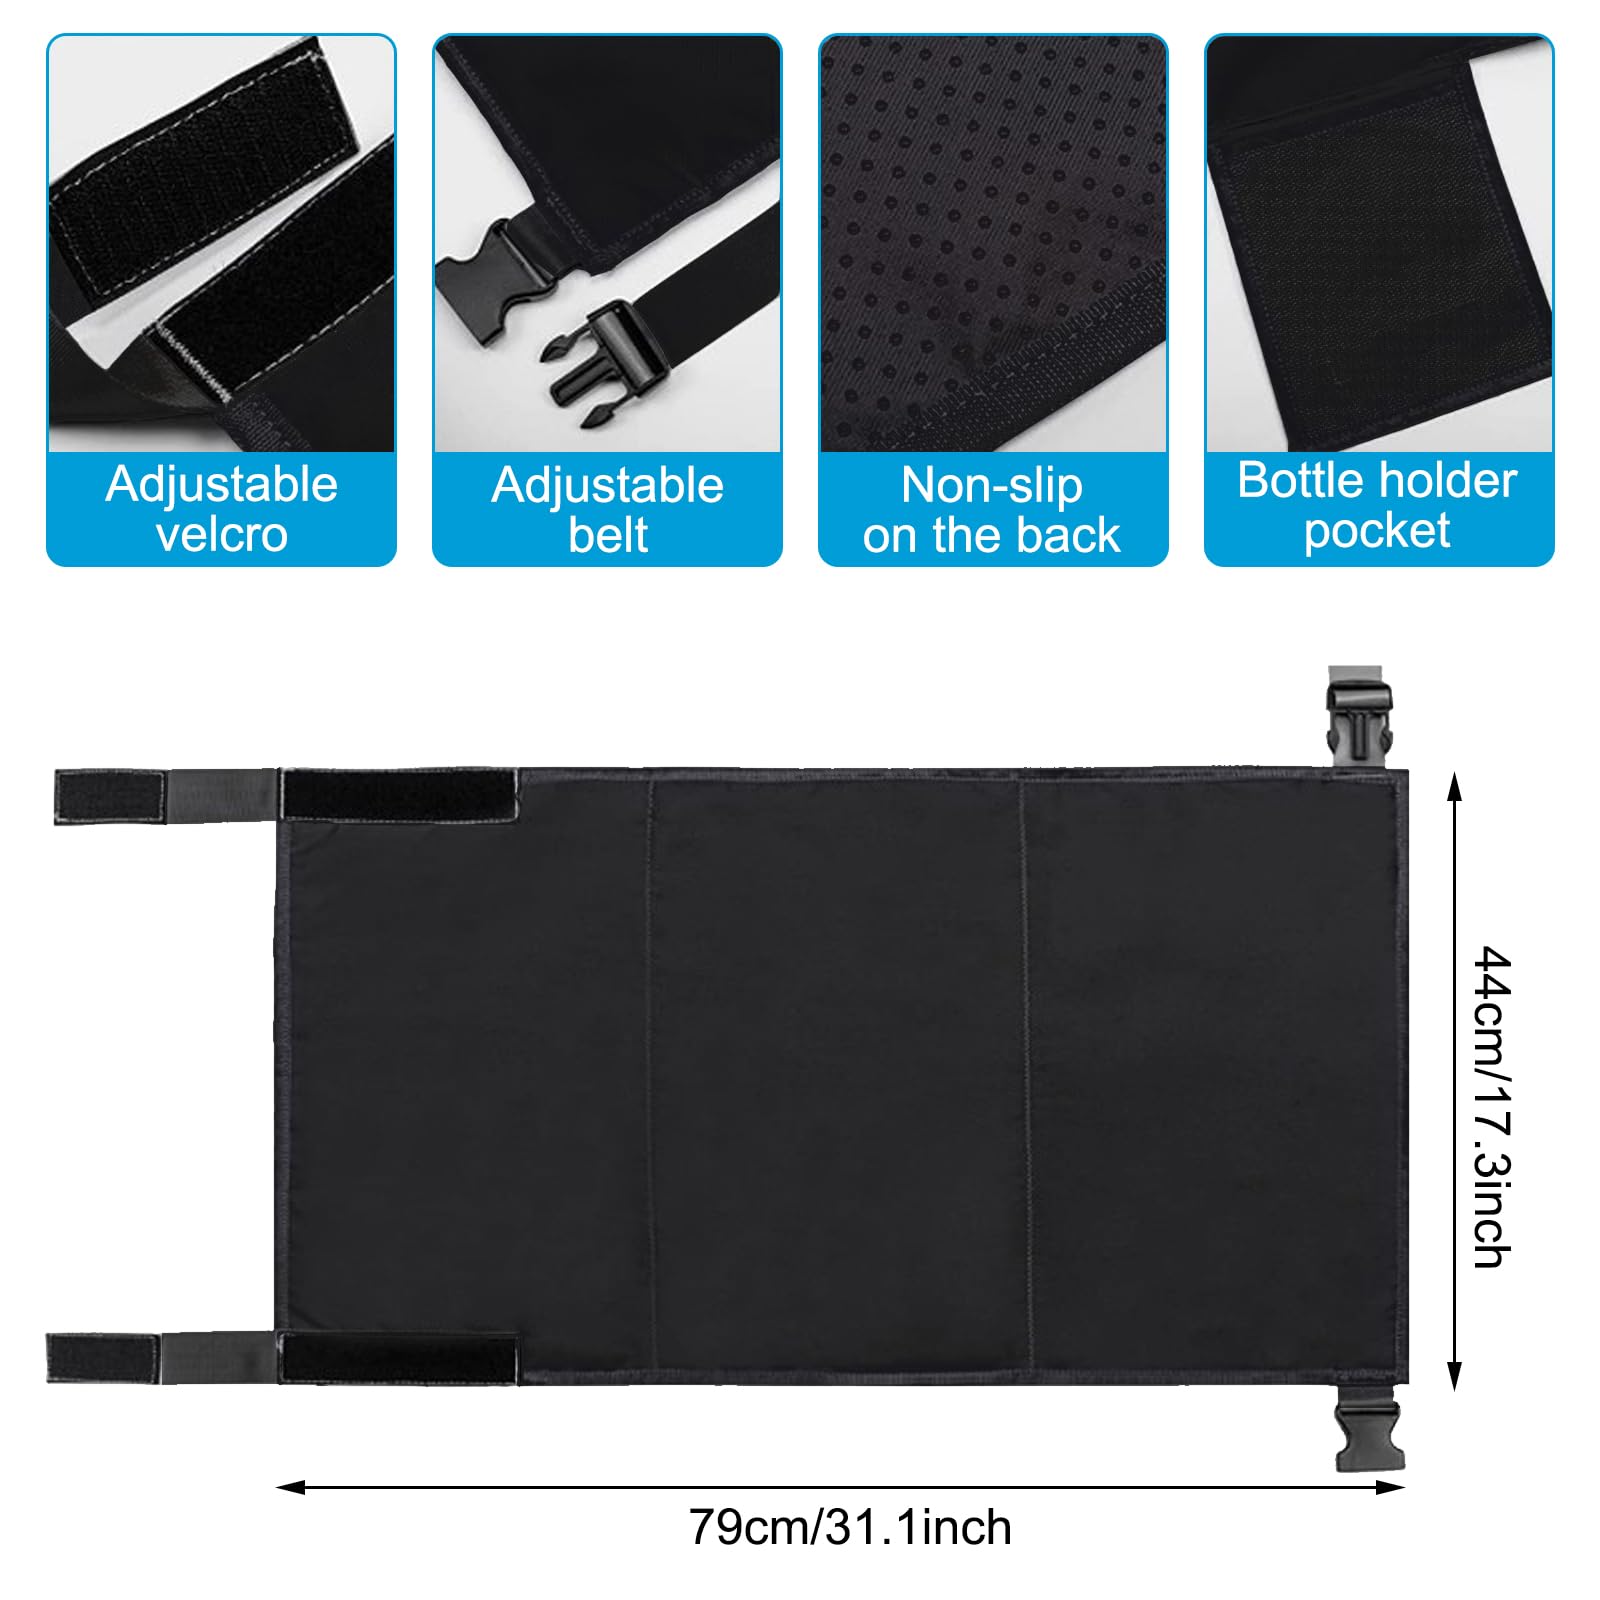 Adjustable
velcro
Adjustable
belt
Non-slip
on the back
Bottle holder
pocket
44cm/17.3inch
79cm/31.1inch